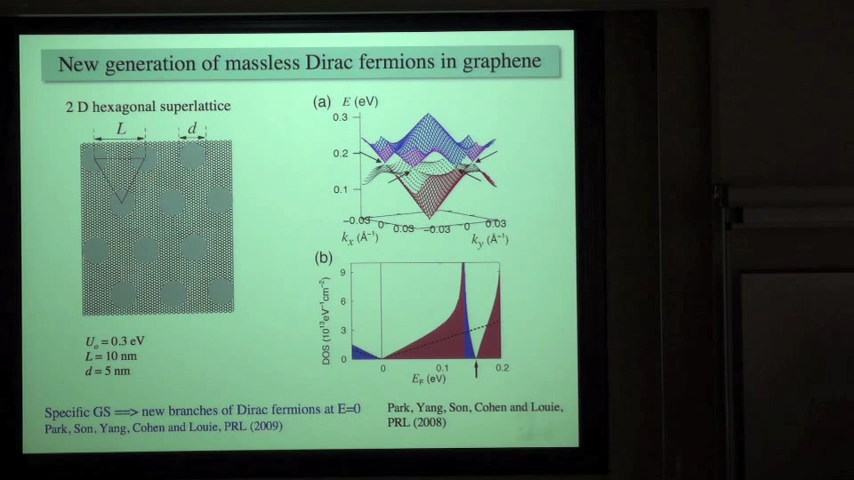 New generation of massless Dirac fermions in graphene
2 D hexagonal superlattice
L
d
U₀ = 0.3 eV
L = 10 nm
d = 5 nm
(a) E (eV)
0.3
0.2
0.1
−0.03 0 0.03 −0.03 0 0.03
kx (Å⁻¹) ky (Å⁻¹)
(b)
DOS (10¹³eV⁻¹cm⁻²)
9
6
3
0
0 0.1 0.2
EF (eV)
Specific GS ⟹ new branches of Dirac fermions at E=0
Park, Son, Yang, Cohen and Louie, PRL (2009)
Park, Yang, Son, Cohen and Louie,
PRL (2008)